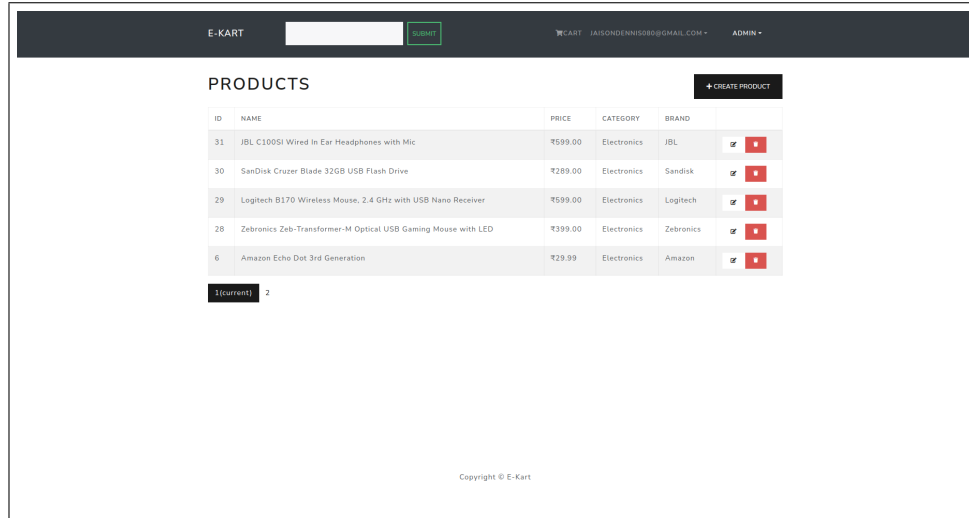 E-KART SUBMIT CART JAISONDENNIS080@GMAIL.COM ADMIN
PRODUCTS
CREATE PRODUCT
ID NAME PRICE CATEGORY BRAND
31 JBL C100SI Wired In Ear Headphones with Mic ₹599.00 Electronics JBL
30 SanDisk Cruzer Blade 32GB USB Flash Drive ₹289.00 Electronics Sandisk
29 Logitech B170 Wireless Mouse, 2.4 GHz with USB Nano Receiver ₹599.00 Electronics Logitech
28 Zebronics Zeb-Transformer-M Optical USB Gaming Mouse with LED ₹399.00 Electronics Zebronics
6 Amazon Echo Dot 3rd Generation ₹29.99 Electronics Amazon
1(current) 2
Copyright © E-Kart